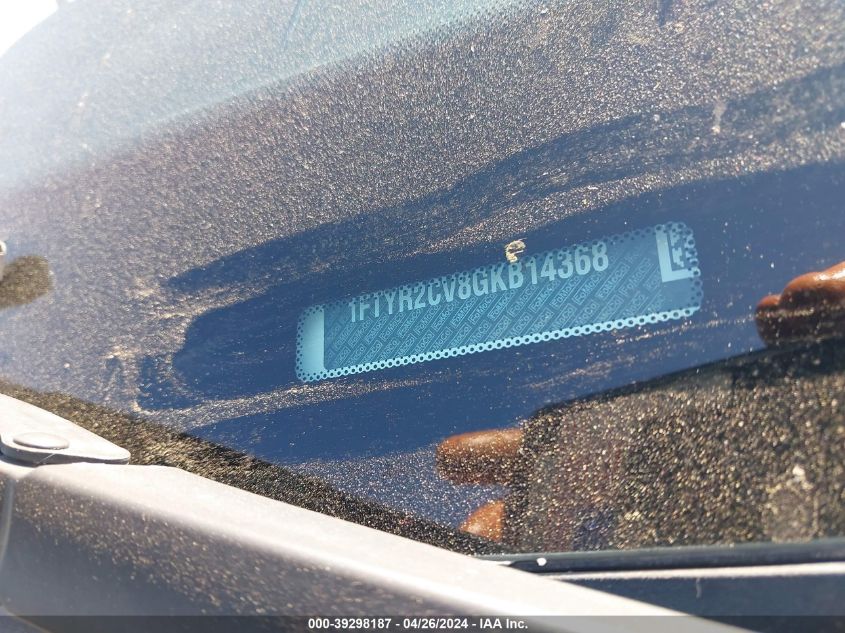 1FTYR2CV8GKB14368
000-39298187 - 04/26/2024 - IAA Inc.